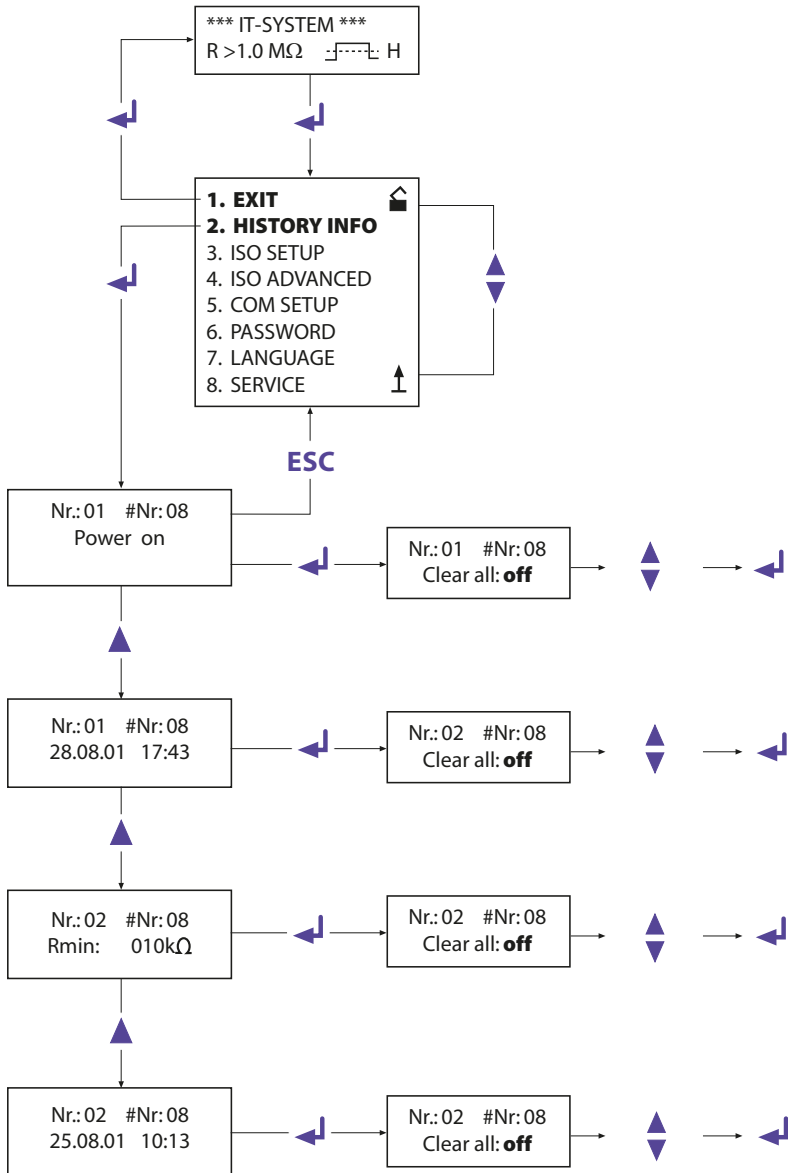 *** IT-SYSTEM ***
R >1.0 MΩ H
1. EXIT
2. HISTORY INFO
3. ISO SETUP
4. ISO ADVANCED
5. COM SETUP
6. PASSWORD
7. LANGUAGE
8. SERVICE
ESC
Nr.: 01 #Nr: 08
Power on
Nr.: 01 #Nr: 08
Clear all: off
Nr.: 01 #Nr: 08
28.08.01 17:43
Nr.: 02 #Nr: 08
Clear all: off
Nr.: 02 #Nr: 08
Rmin: 010kΩ
Nr.: 02 #Nr: 08
Clear all: off
Nr.: 02 #Nr: 08
25.08.01 10:13
Nr.: 02 #Nr: 08
Clear all: off